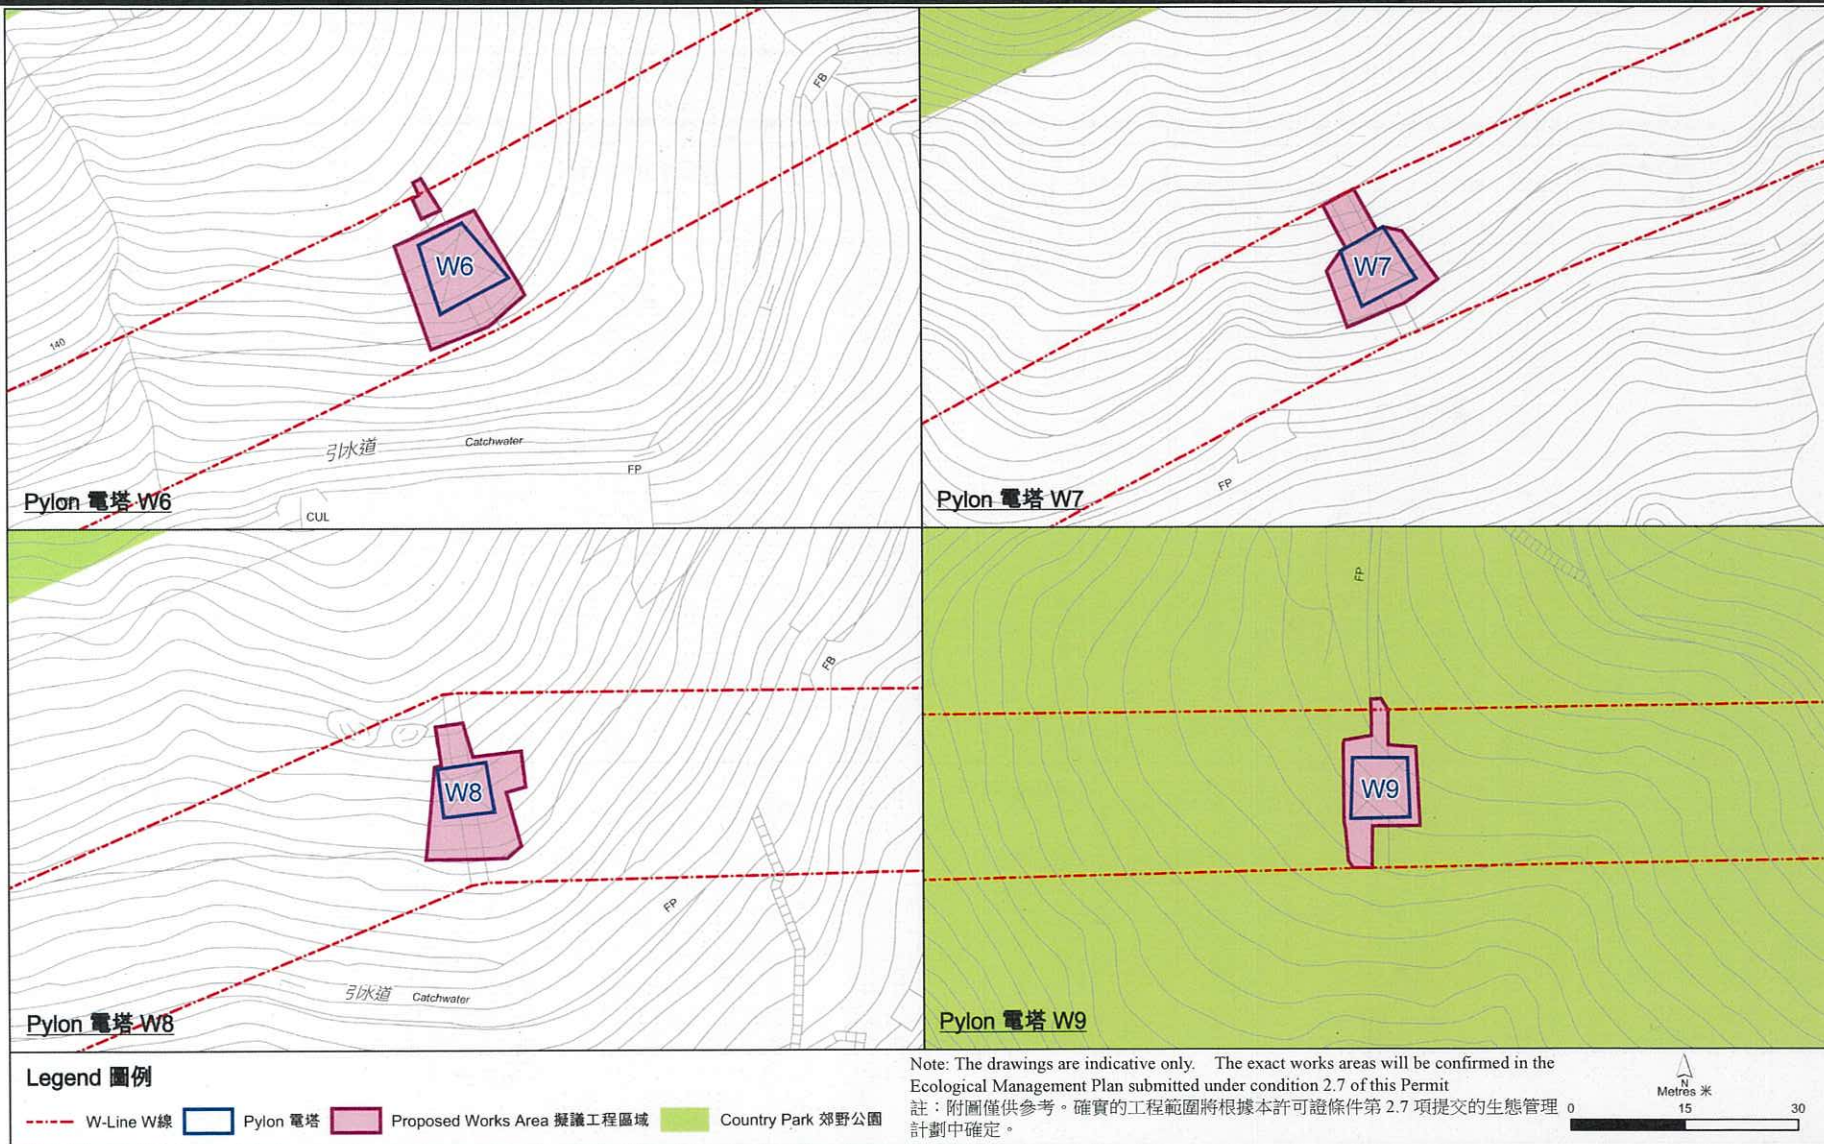 FB
W6
140
引水道 Catchwater
FP
CUL
Pylon 電塔 W6
W7
FP
Pylon 電塔 W7
FB
W8
FP
引水道 Catchwater
Pylon 電塔 W8
FP
W9
Pylon 電塔 W9
Legend 圖例
W-Line W線
Pylon 電塔
Proposed Works Area 擬議工程區域
Country Park 郊野公園
Note: The drawings are indicative only. The exact works areas will be confirmed in the
Ecological Management Plan submitted under condition 2.7 of this Permit
註：附圖僅供參考。確實的工程範圍將根據本許可證條件第 2.7 項提交的生態管理
計劃中確定。
N
Metres 米
0 15 30